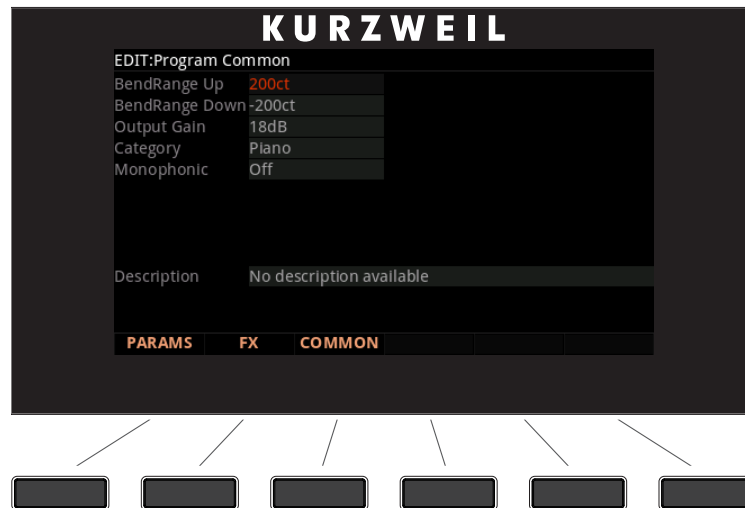 KURZWEIL
EDIT:Program Common
BendRange Up 200ct
BendRange Down -200ct
Output Gain 18dB
Category Piano
Monophonic Off
Description No description available
PARAMS FX COMMON